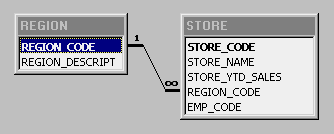 REGION
REGION_CODE
REGION_DESCRIPT
1
∞
STORE
STORE_CODE
STORE_NAME
STORE_YTD_SALES
REGION_CODE
EMP_CODE